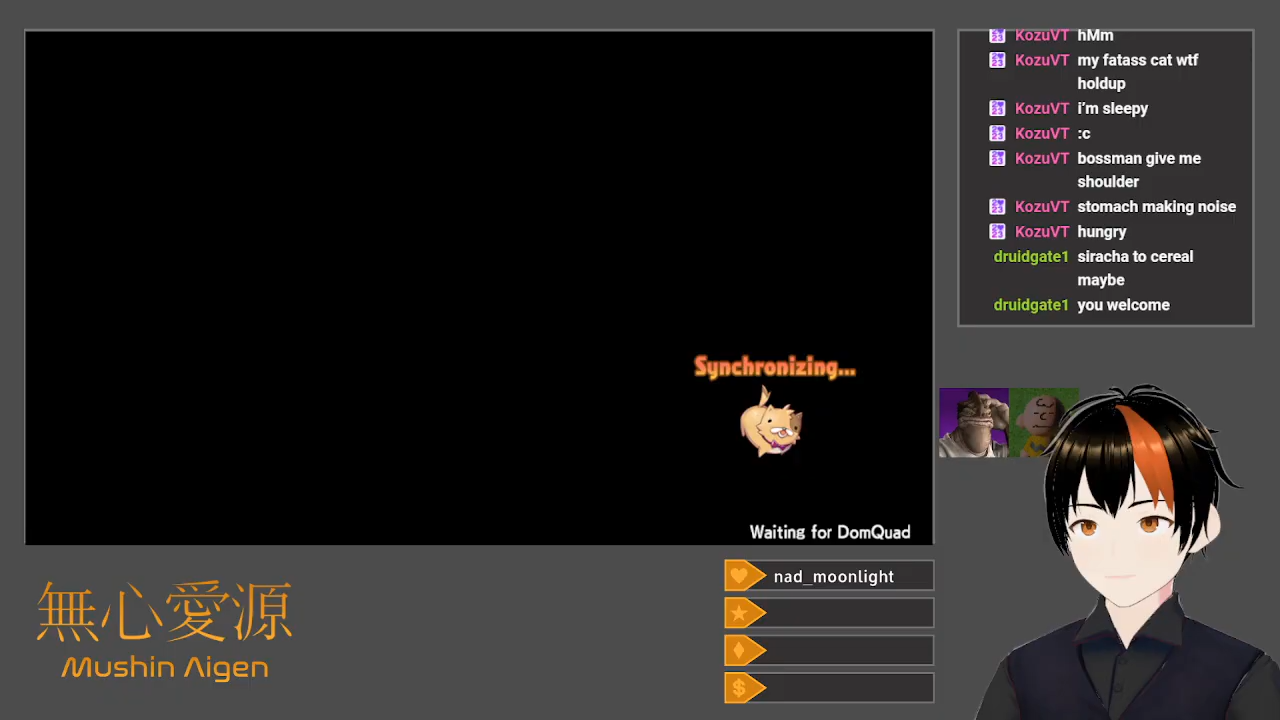 KozuVT hMm
KozuVT my fatass cat wtf
holdup
KozuVT i'm sleepy
KozuVT :c
KozuVT bossman give me
shoulder
KozuVT stomach making noise
KozuVT hungry
druidgate1 siracha to cereal
maybe
druidgate1 you welcome
Synchronizing...
Waiting for DomQuad
nad_moonlight
無心愛源
Mushin Aigen